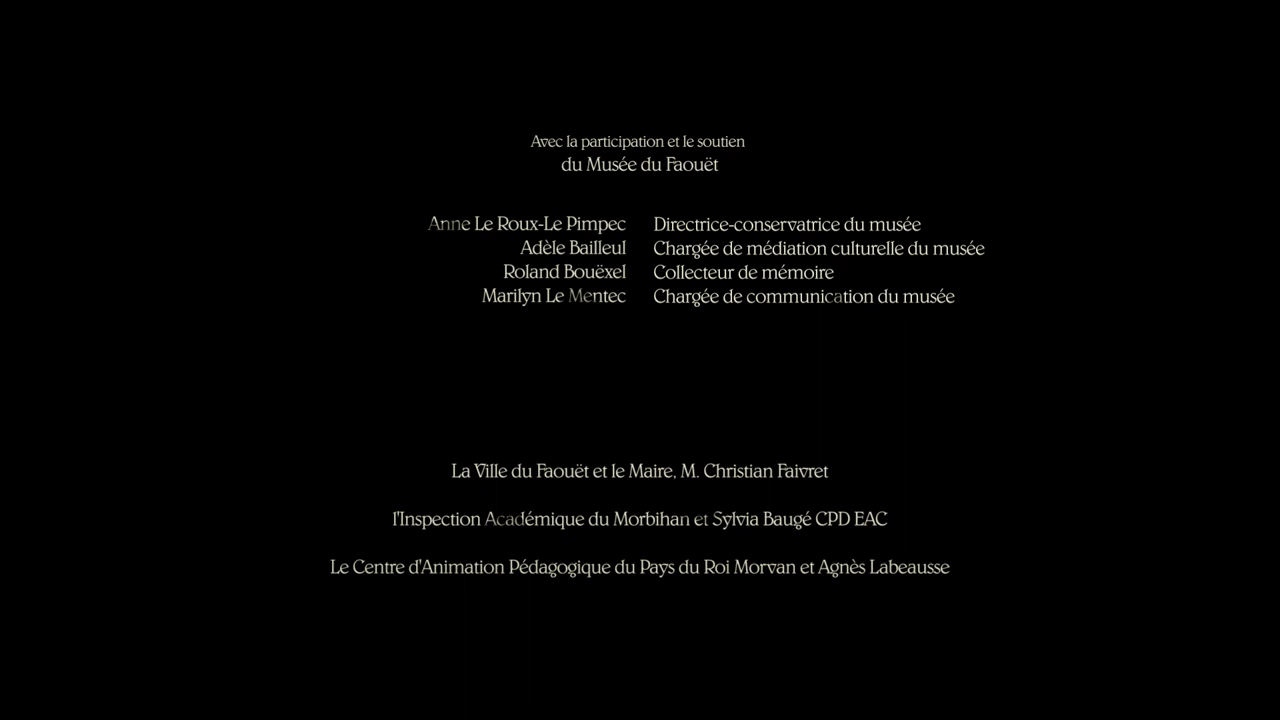 Avec la participation et le soutien
du Musée du Faouët
Anne Le Roux-Le Pimpec Directrice-conservatrice du musée
Adèle Bailleul Chargée de médiation culturelle du musée
Roland Bouëxel Collecteur de mémoire
Marilyn Le Mentec Chargée de communication du musée
La Ville du Faouët et le Maire, M. Christian Faivret
l'Inspection Académique du Morbihan et Sylvia Baugé CPD EAC
Le Centre d'Animation Pédagogique du Pays du Roi Morvan et Agnès Labeausse